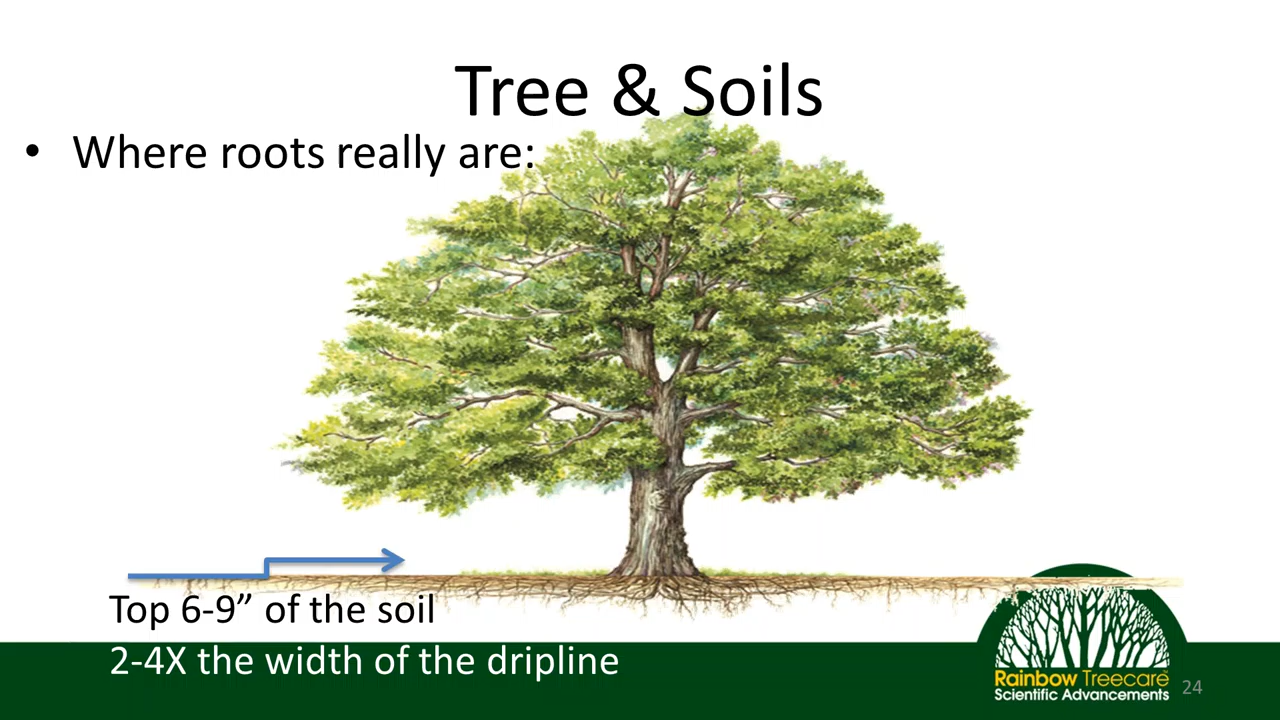 Tree & Soils
• Where roots really are:
Top 6-9” of the soil
2-4X the width of the dripline
Rainbow Treecare
Scientific Advancements
24